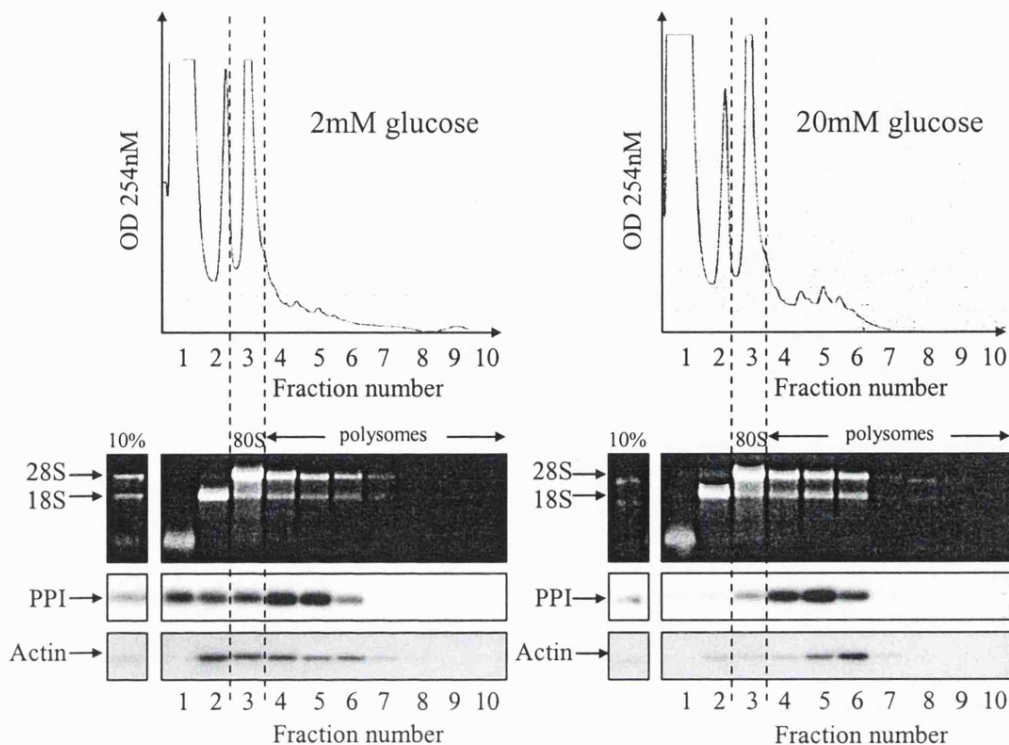 OD 254nM
2mM glucose
1 2 3 4 5 6 7 8 9 10
Fraction number
10%
80S
polysomes
28S
18S
PPI
Actin
1 2 3 4 5 6 7 8 9 10
Fraction number
OD 254nM
20mM glucose
1 2 3 4 5 6 7 8 9 10
Fraction number
10%
80S
polysomes
28S
18S
PPI
Actin
1 2 3 4 5 6 7 8 9 10
Fraction number